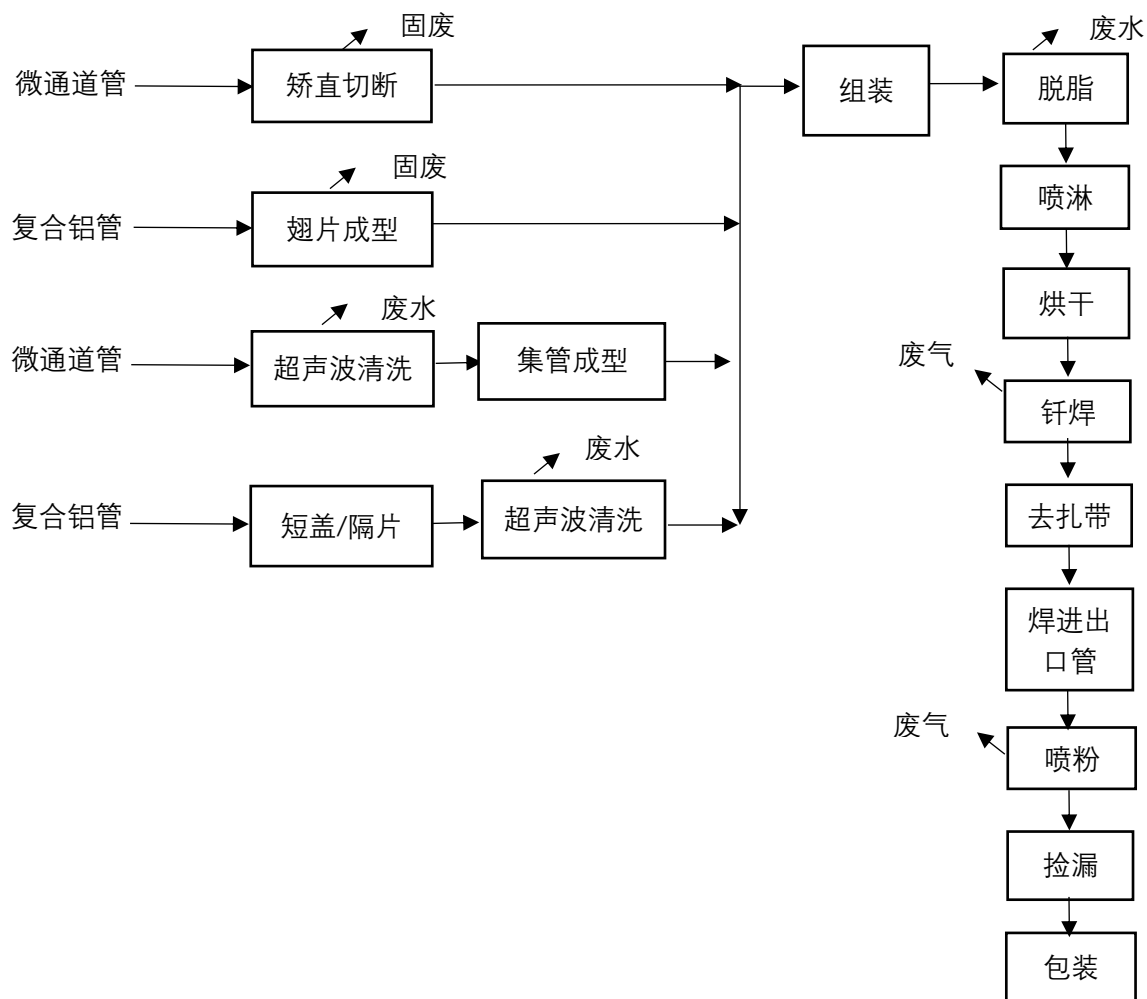 固废
微通道管
矫直切断
组装
废水
脱脂
固废
复合铝管
翅片成型
喷淋
废水
微通道管
超声波清洗
集管成型
烘干
废气
钎焊
废水
复合铝管
短盖/隔片
超声波清洗
去扎带
焊进出
口管
废气
喷粉
捡漏
包装